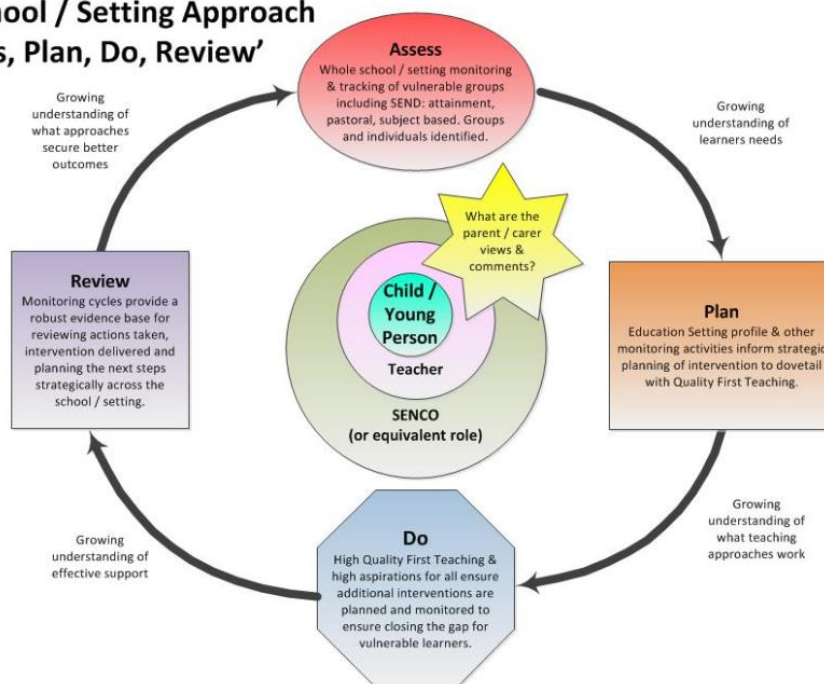 ool / Setting Approach
s, Plan, Do, Review’
Assess
Whole school / setting monitoring
& tracking of vulnerable groups
including SEND: attainment,
pastoral, subject based. Groups
and individuals identified.
Growing
understanding of
what approaches
secure better
outcomes
Growing
understanding of
learners needs
What are the
parent / carer
views &
comments?
Review
Monitoring cycles provide a
robust evidence base for
reviewing actions taken,
intervention delivered and
planning the next steps
strategically across the
school / setting.
Child /
Young
Person
Teacher
SENCO
(or equivalent role)
Plan
Education Setting profile & other
monitoring activities inform strategic
planning of intervention to dovetail
with Quality First Teaching.
Growing
understanding of
what teaching
approaches work
Do
High Quality First Teaching &
high aspirations for all ensure
additional interventions are
planned and monitored to
ensure closing the gap for
vulnerable learners.
Growing
understanding of
effective support